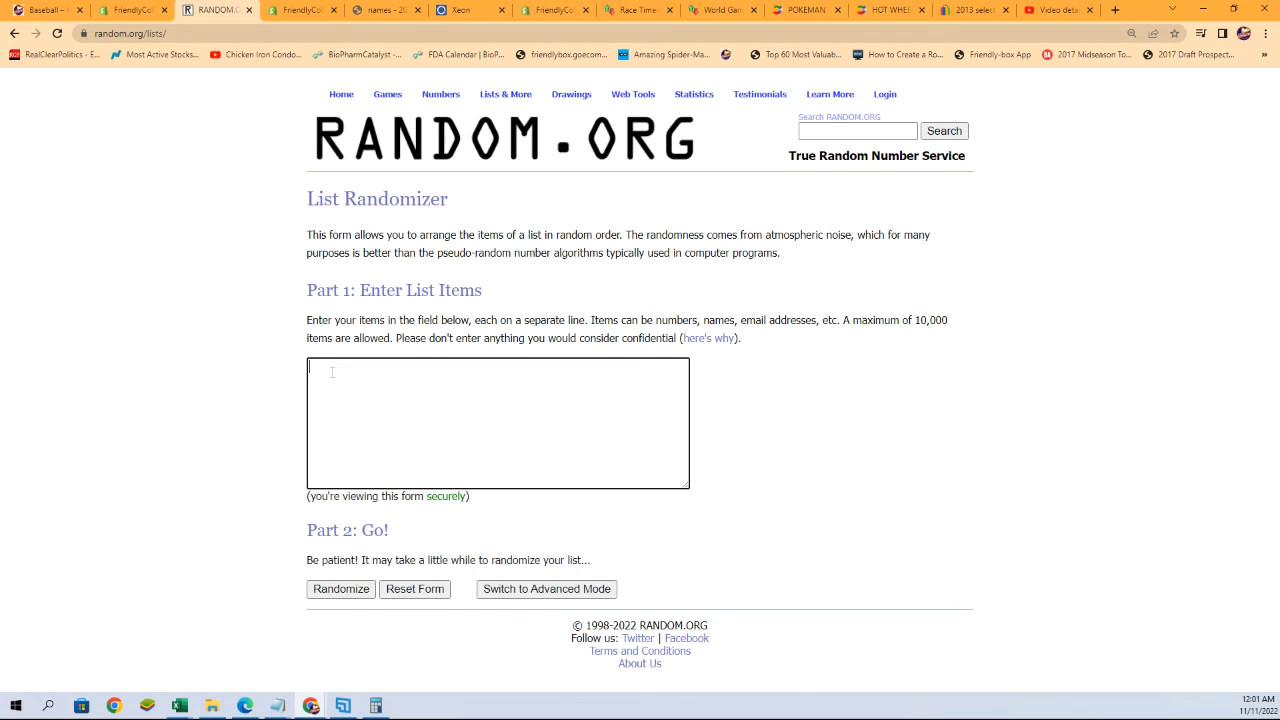 Baseball -
FriendlyCo
RANDOM.
FriendlyCol
names - 20
Xeon
FriendlyCol
Race Timer
World Gam
POKEMAN
HOT WHEE
2013 select
Video deta
random.org/lists/
RealClearPolitics - E...
Most Active Stocks...
Chicken Iron Condo...
BioPharmCatalyst -...
FDA Calendar | BioP...
friendlyboxo.goecom...
Amazing Spider-Ma...
Top 60 Most Valuab...
How to Create a Ro...
Friendly-box App
2017 Midseason To...
2017 Draft Prospect...
Home Games Numbers Lists & More Drawings Web Tools Statistics Testimonials Learn More Login
RANDOM.ORG
Search RANDOM.ORG
Search
True Random Number Service
List Randomizer
This form allows you to arrange the items of a list in random order. The randomness comes from atmospheric noise, which for many
purposes is better than the pseudo-random number algorithms typically used in computer programs.
Part 1: Enter List Items
Enter your items in the field below, each on a separate line. Items can be numbers, names, email addresses, etc. A maximum of 10,000
items are allowed. Please don't enter anything you would consider confidential (here's why).
(you're viewing this form securely)
Part 2: Go!
Be patient! It may take a little while to randomize your list...
Randomize Reset Form Switch to Advanced Mode
© 1998-2022 RANDOM.ORG
Follow us: Twitter | Facebook
Terms and Conditions
About Us
12:01 AM
11/11/2022